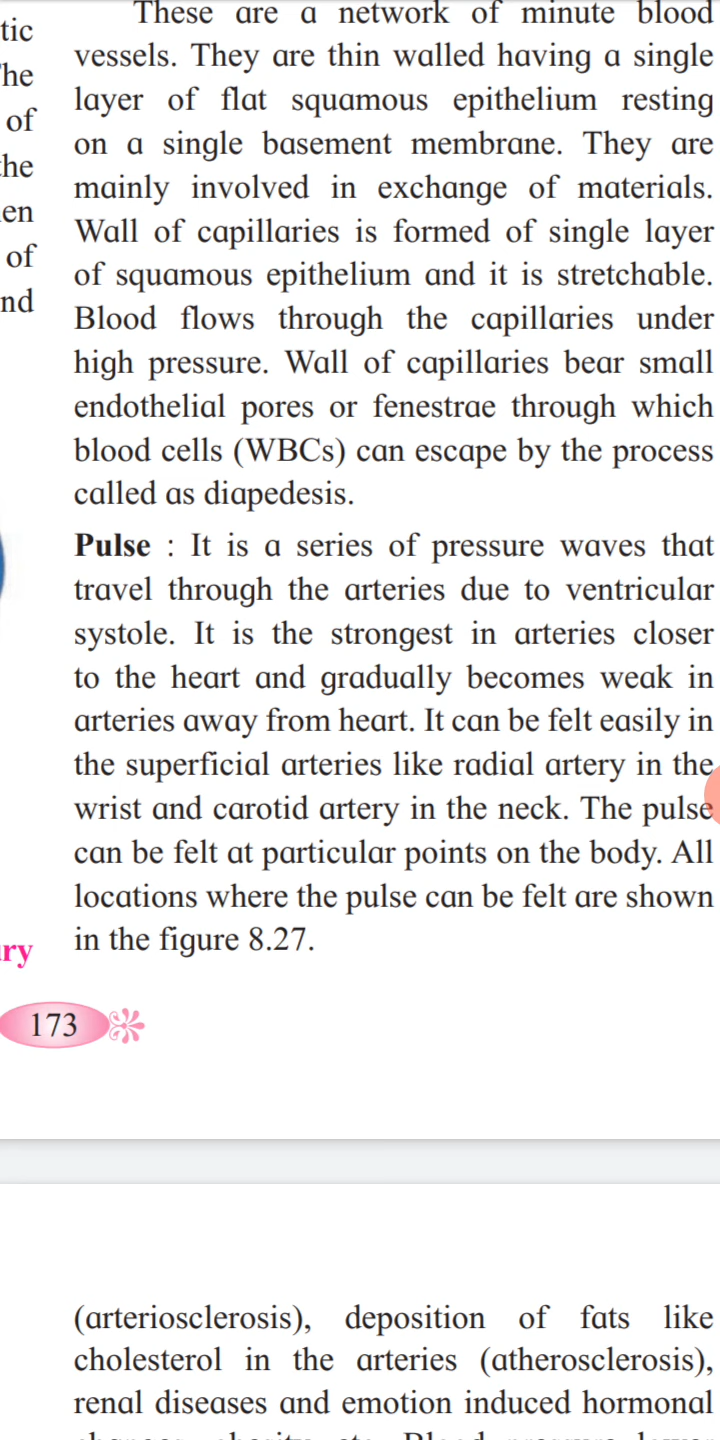 tic
he
of
he
en
of
nd
ry
These are a network of minute blood
vessels. They are thin walled having a single
layer of flat squamous epithelium resting
on a single basement membrane. They are
mainly involved in exchange of materials.
Wall of capillaries is formed of single layer
of squamous epithelium and it is stretchable.
Blood flows through the capillaries under
high pressure. Wall of capillaries bear small
endothelial pores or fenestrae through which
blood cells (WBCs) can escape by the process
called as diapedesis.
Pulse : It is a series of pressure waves that
travel through the arteries due to ventricular
systole. It is the strongest in arteries closer
to the heart and gradually becomes weak in
arteries away from heart. It can be felt easily in
the superficial arteries like radial artery in the
wrist and carotid artery in the neck. The pulse
can be felt at particular points on the body. All
locations where the pulse can be felt are shown
in the figure 8.27.
173
(arteriosclerosis), deposition of fats like
cholesterol in the arteries (atherosclerosis),
renal diseases and emotion induced hormonal